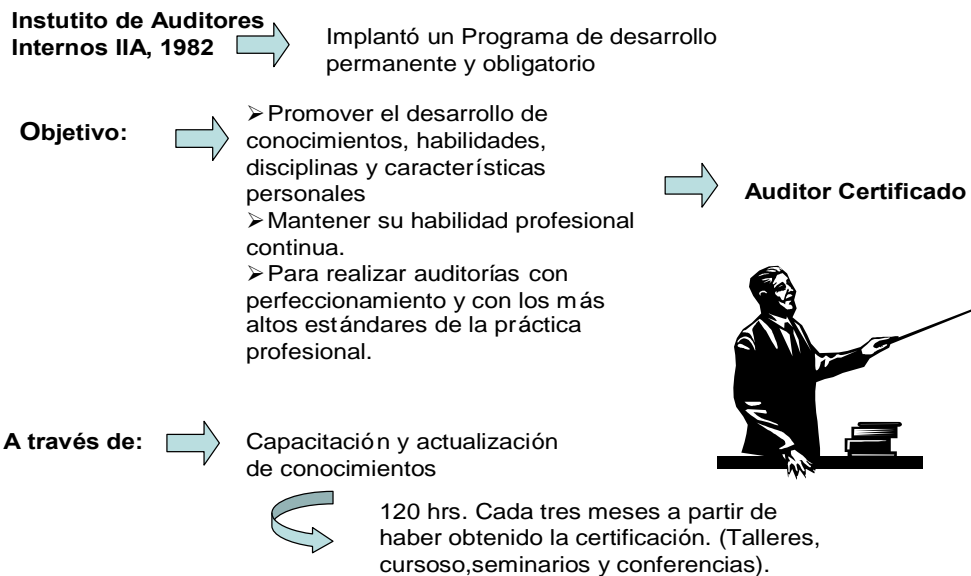 Instutito de Auditores
Internos IIA, 1982
Implantó un Programa de desarrollo
permanente y obligatorio
Objetivo:
➢Promover el desarrollo de
conocimientos, habilidades,
disciplinas y características
personales
➢Mantener su habilidad profesional
continua.
➢Para realizar auditorías con
perfeccionamiento y con los más
altos estándares de la práctica
profesional.
Auditor Certificado
A través de:
Capacitación y actualización
de conocimientos
120 hrs. Cada tres meses a partir de
haber obtenido la certificación. (Talleres,
cursoso,seminarios y conferencias).